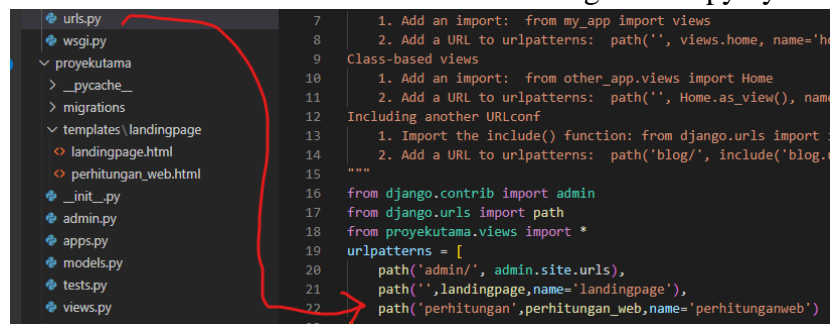 urls.py
wsgi.py
proyekutama
__pycache__
migrations
templates\landingpage
landingpage.html
perhitungan_web.html
__init__.py
admin.py
apps.py
models.py
tests.py
views.py
7 1. Add an import: from my_app import views
8 2. Add a URL to urlpatterns: path('', views.home, name='ho
9 Class-based views
10 1. Add an import: from other_app.views import Home
11 2. Add a URL to urlpatterns: path('', Home.as_view(), nam
12 Including another URLconf
13 1. Import the include() function: from django.urls import
14 2. Add a URL to urlpatterns: path('blog/', include('blog.
15 """
16 from django.contrib import admin
17 from django.urls import path
18 from proyekutama.views import *
19 urlpatterns = [
20 path('admin/', admin.site.urls),
21 path('',landingpage,name='landingpage'),
22 path('perhitungan',perhitungan_web,name='perhitunganweb')